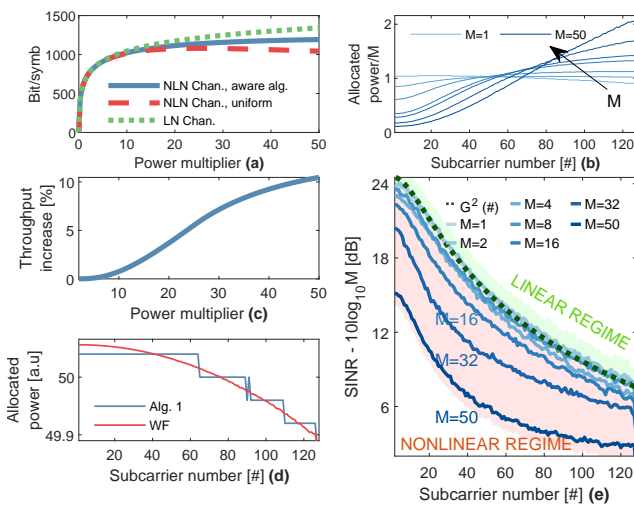 1500
1000
500
0
Bit/symb
NLN Chan., aware alg.
NLN Chan., uniform
LN Chan.
0 10 20 30 40 50
Power multiplier (a)
2
1
0
Allocated power/M
M=1
M=50
M
20 40 60 80 100 120
Subcarrier number [#] (b)
10
5
0
Throughput increase [%]
0 10 20 30 40 50
Power multiplier (c)
50
49.9
Allocated power [a.u]
Alg. 1
WF
20 40 60 80 100 120
Subcarrier number [#] (d)
24
18
12
6
SINR - 10log10M [dB]
G² (#)
M=1
M=2
M=4
M=8
M=16
M=32
M=50
LINEAR REGIME
M=16
M=32
M=50
NONLINEAR REGIME
20 40 60 80 100 120
Subcarrier number [#] (e)